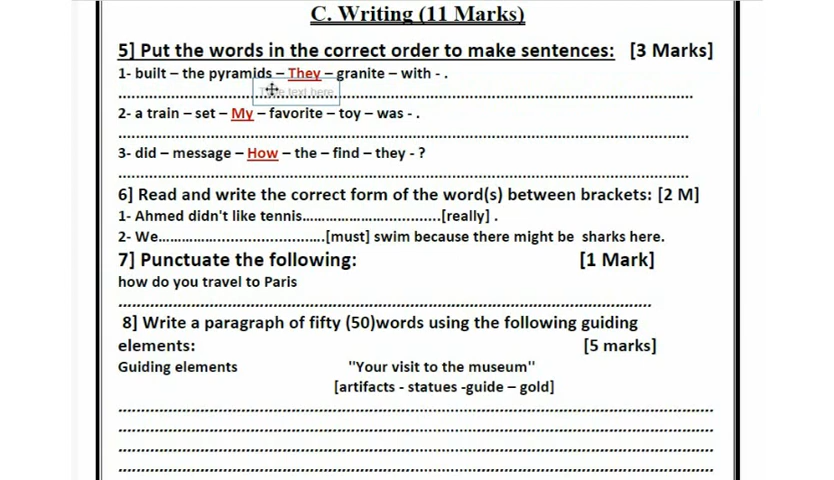 C. Writing (11 Marks)
5] Put the words in the correct order to make sentences: [3 Marks]
1- built – the pyramids – They – granite – with - .
2- a train – set – My – favorite – toy – was - .
3- did – message – How – the – find – they - ?
6] Read and write the correct form of the word(s) between brackets: [2 M]
1- Ahmed didn't like tennis..............................[really] .
2- We....................................[must] swim because there might be sharks here.
7] Punctuate the following: [1 Mark]
how do you travel to Paris
8] Write a paragraph of fifty (50)words using the following guiding
elements: [5 marks]
Guiding elements "Your visit to the museum"
[artifacts - statues -guide – gold]